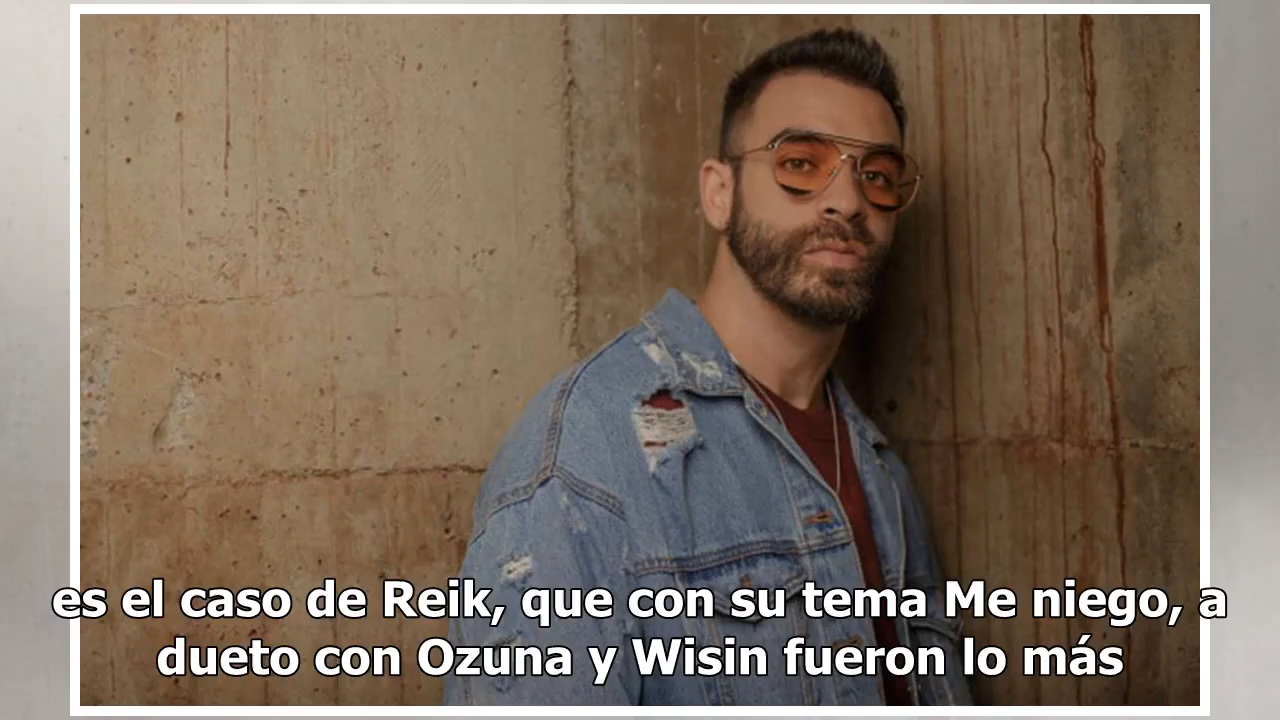 es el caso de Reik, que con su tema Me niego, a
dueto con Ozuna y Wisin fueron lo más